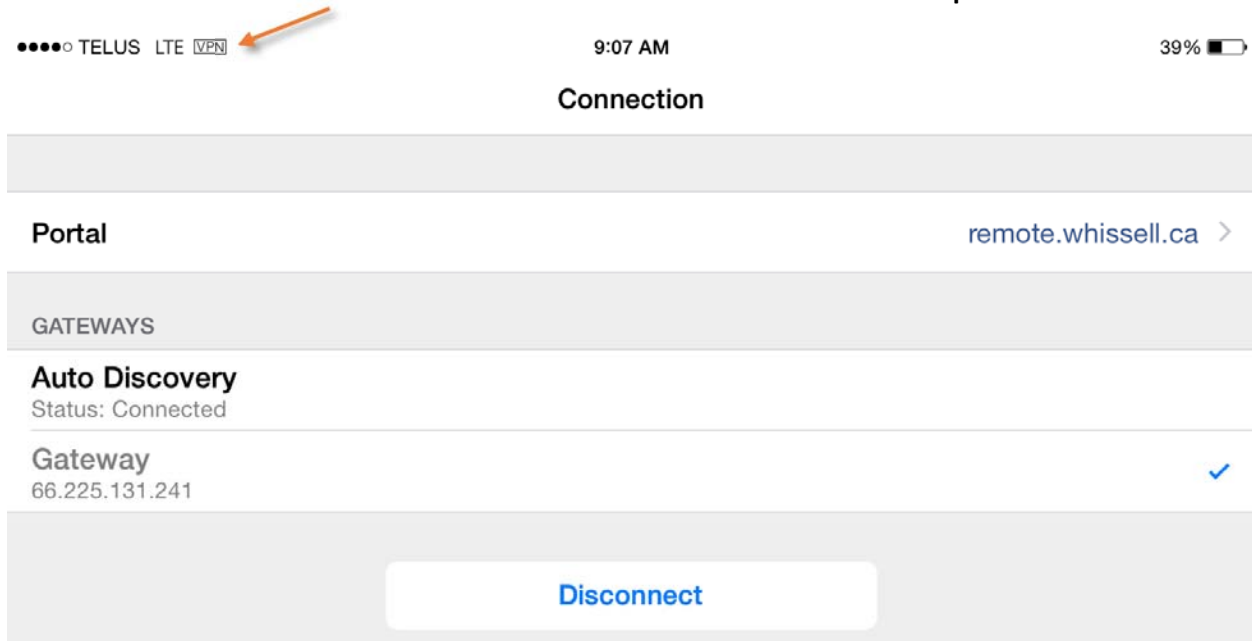 TELUS LTE VPN 9:07 AM 39%
Connection
Portal remote.whissell.ca
GATEWAYS
Auto Discovery
Status: Connected
Gateway
66.225.131.241
Disconnect